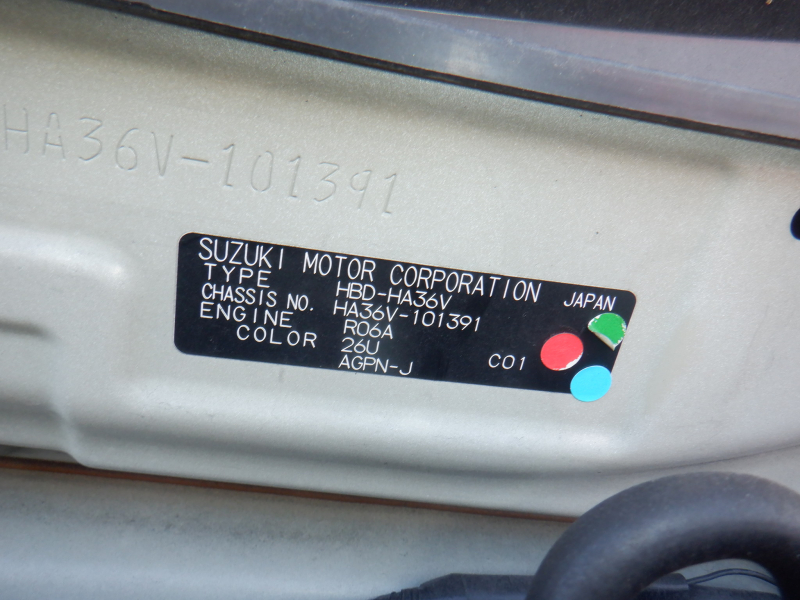 HA36V-101391
SUZUKI MOTOR CORPORATION JAPAN
TYPE HBD-HA36V
CHASSIS NO. HA36V-101391
ENGINE R06A
COLOR 26U C01
AGPN-J